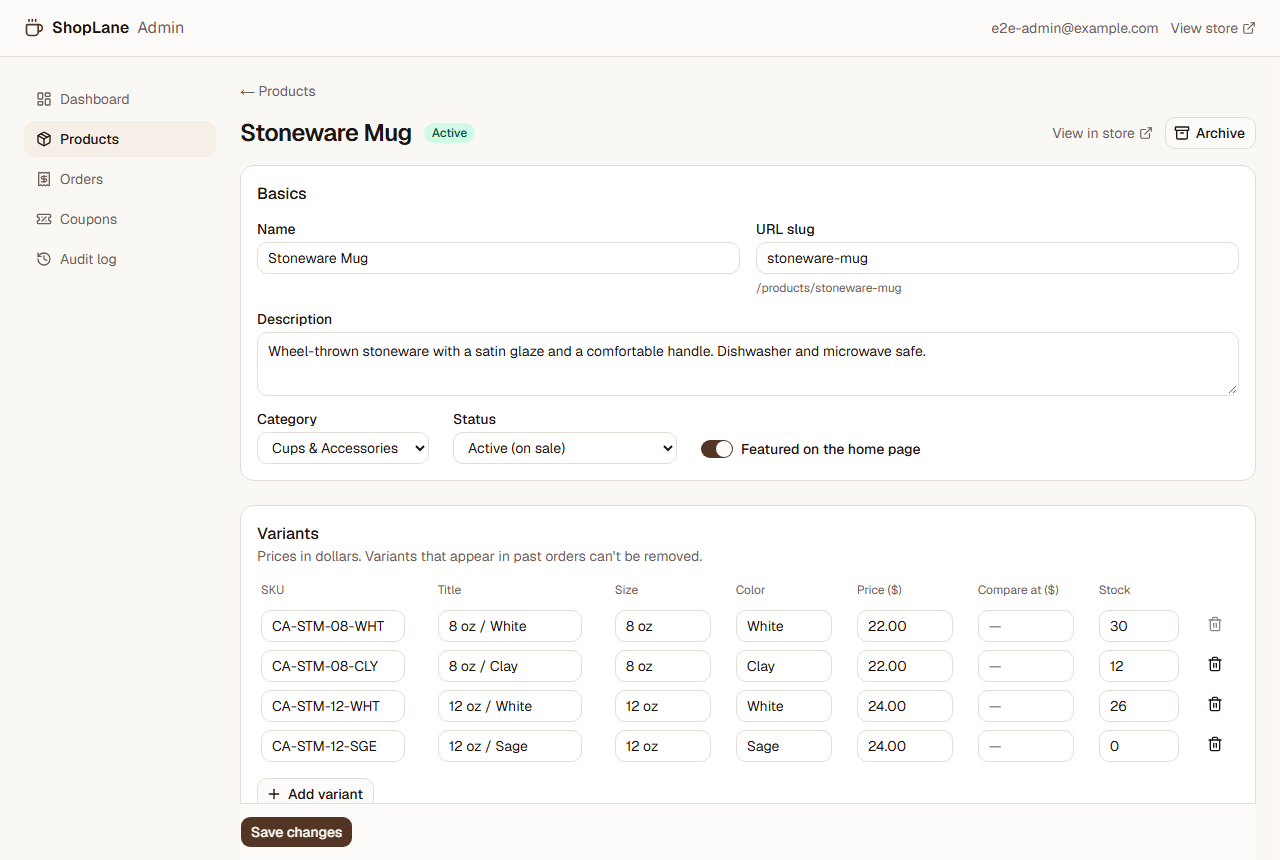 ShopLane Admin
e2e-admin@example.com View store
Dashboard
Products
Orders
Coupons
Audit log
← Products
Stoneware Mug Active
View in store Archive
Basics
Name URL slug
Stoneware Mug stoneware-mug
/products/stoneware-mug
Description
Wheel-thrown stoneware with a satin glaze and a comfortable handle. Dishwasher and microwave safe.
Category Status
Cups & Accessories Active (on sale) Featured on the home page
Variants
Prices in dollars. Variants that appear in past orders can't be removed.
SKU Title Size Color Price ($) Compare at ($) Stock
CA-STM-08-WHT 8 oz / White 8 oz White 22.00 — 30
CA-STM-08-CLY 8 oz / Clay 8 oz Clay 22.00 — 12
CA-STM-12-WHT 12 oz / White 12 oz White 24.00 — 26
CA-STM-12-SGE 12 oz / Sage 12 oz Sage 24.00 — 0
+ Add variant
Save changes